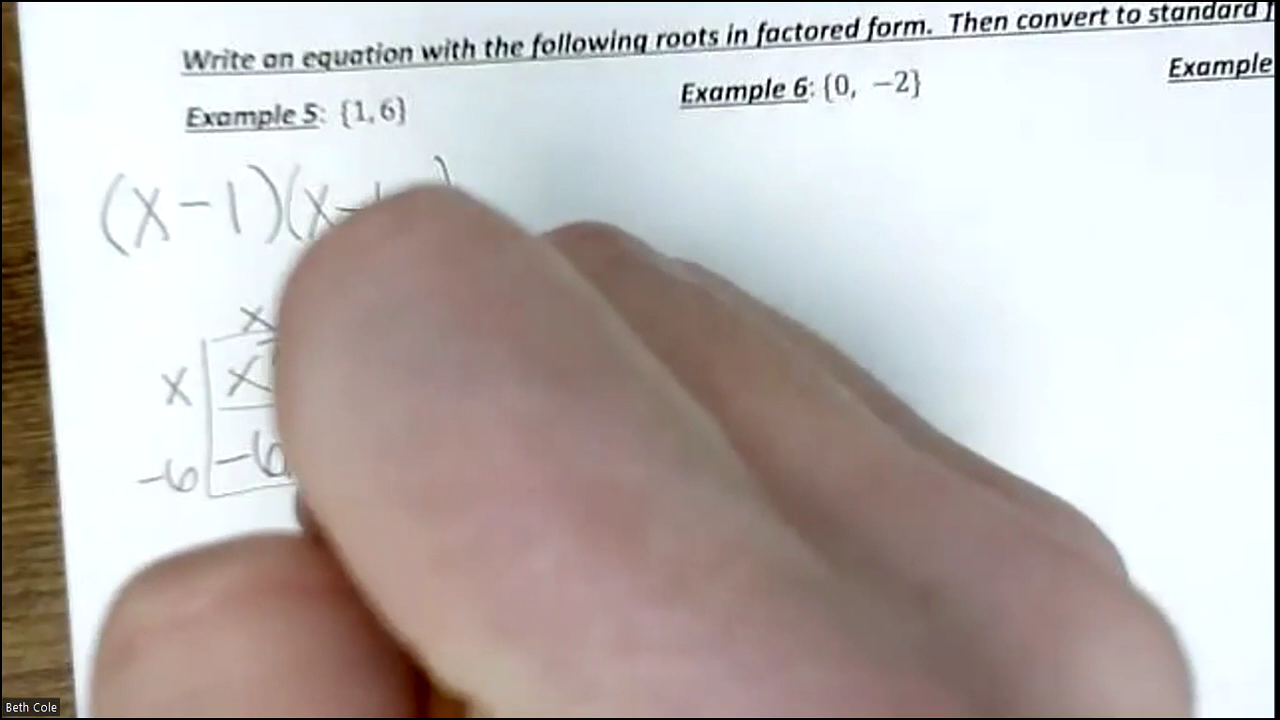 Write an equation with the following roots in factored form. Then convert to standard
Example 5: {1, 6}
Example 6: {0, −2}
Example
(x-1)(x-
x
x x
-6 -6
Beth Cole